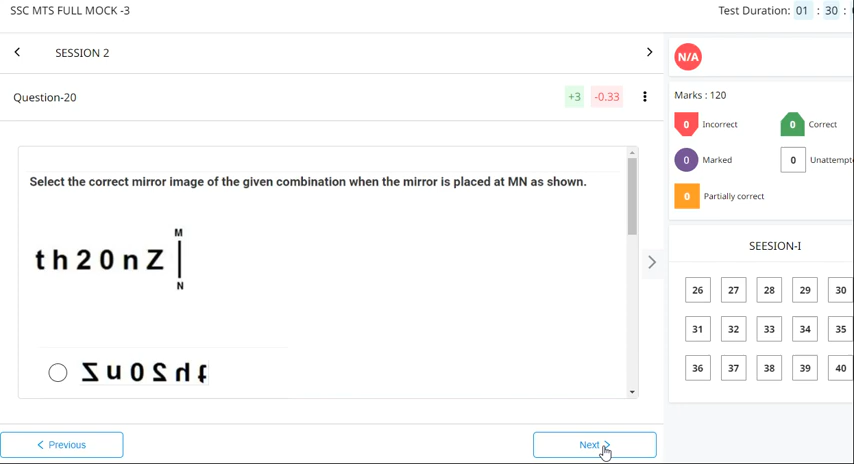 SSC MTS FULL MOCK -3
Test Duration: 01 : 30 :
SESSION 2
N/A
Question-20
+3 -0.33
Marks : 120
0 Incorrect
0 Correct
0 Marked
0 Unattempt
0 Partially correct
Select the correct mirror image of the given combination when the mirror is placed at MN as shown.
M
th20nZ
N
SEESION-I
26 27 28 29 30
31 32 33 34 35
36 37 38 39 40
Previous
Next